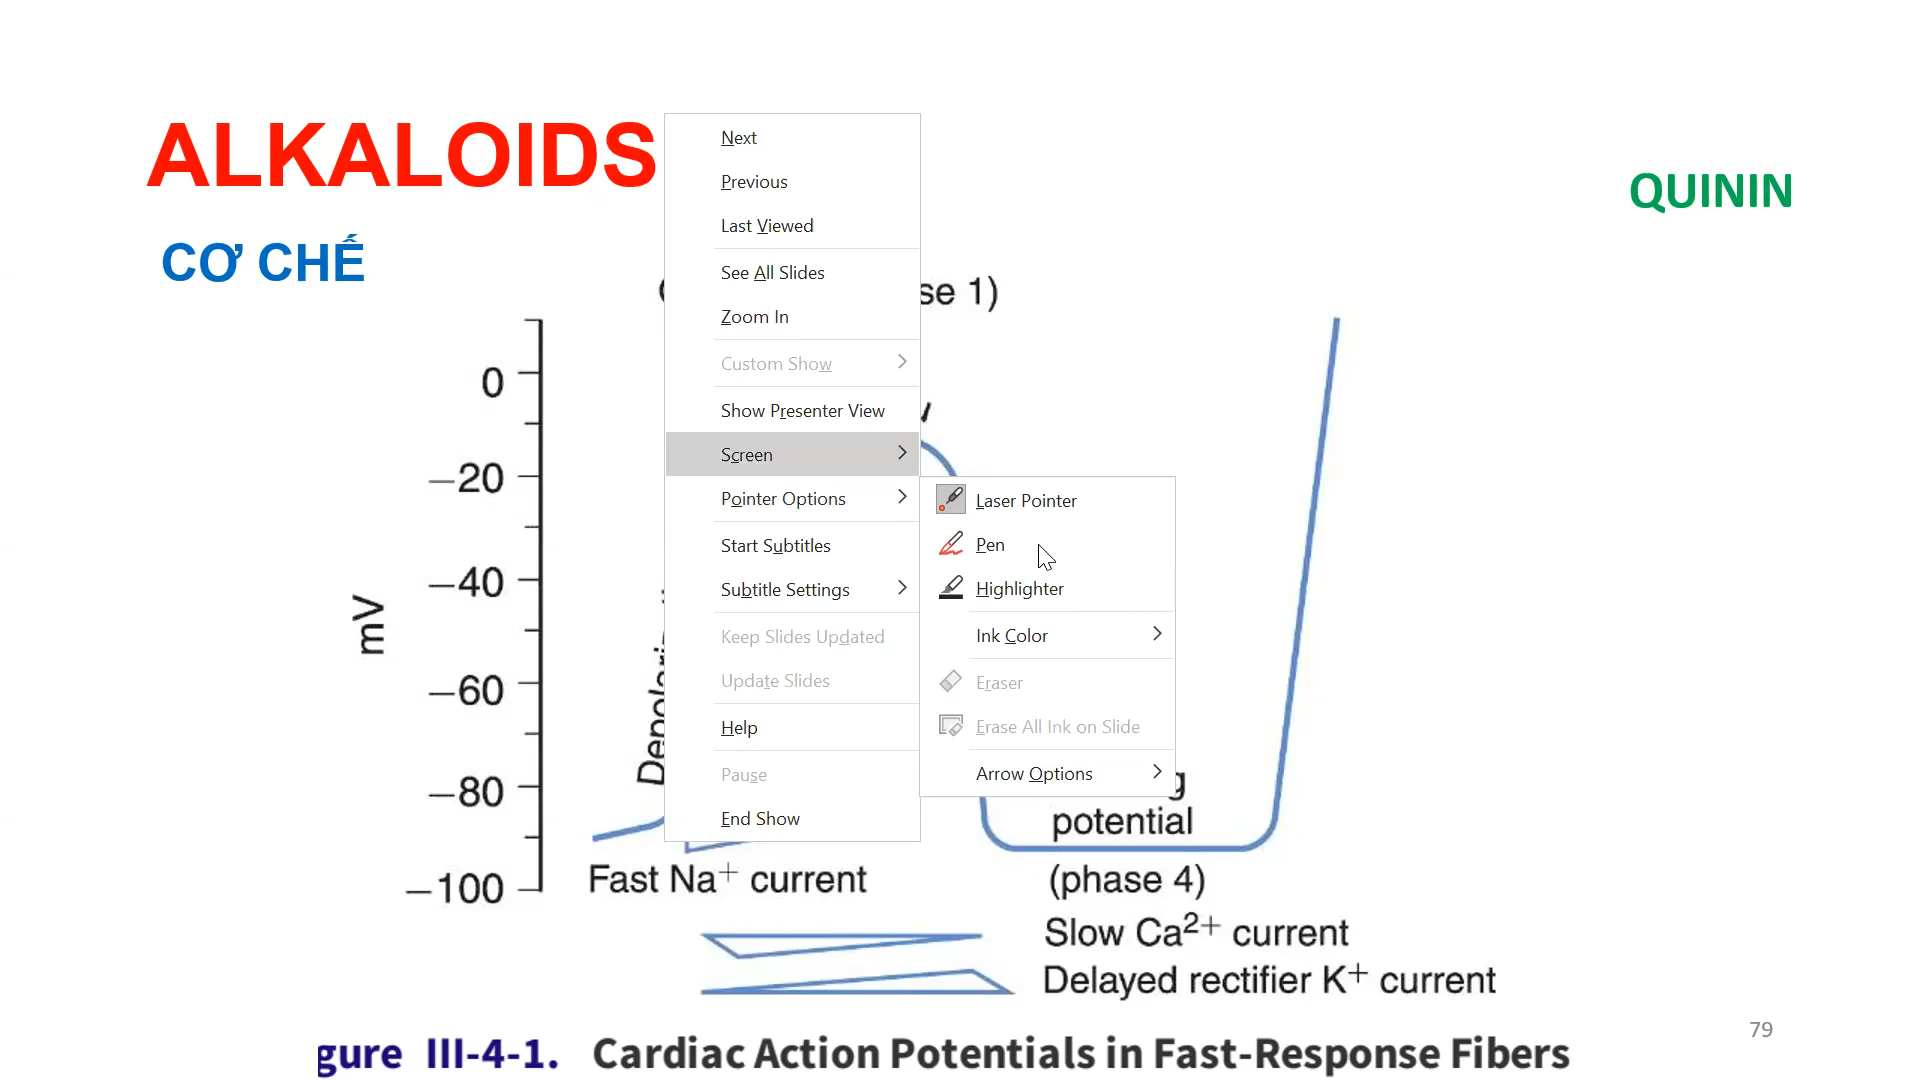 ALKALOIDS
QUININ
CƠ CHẾ
Next
Previous
Last Viewed
See All Slides
Zoom In
Custom Show
Show Presenter View
Screen
Pointer Options
Start Subtitles
Subtitle Settings
Keep Slides Updated
Update Slides
Help
Pause
End Show
Laser Pointer
Pen
Highlighter
Ink Color
Eraser
Erase All Ink on Slide
Arrow Options
1)
0
−20
−40
−60
−80
−100
mV
potential
(phase 4)
Fast Na+ current
Slow Ca2+ current
Delayed rectifier K+ current
79
gure III-4-1. Cardiac Action Potentials in Fast-Response Fibers